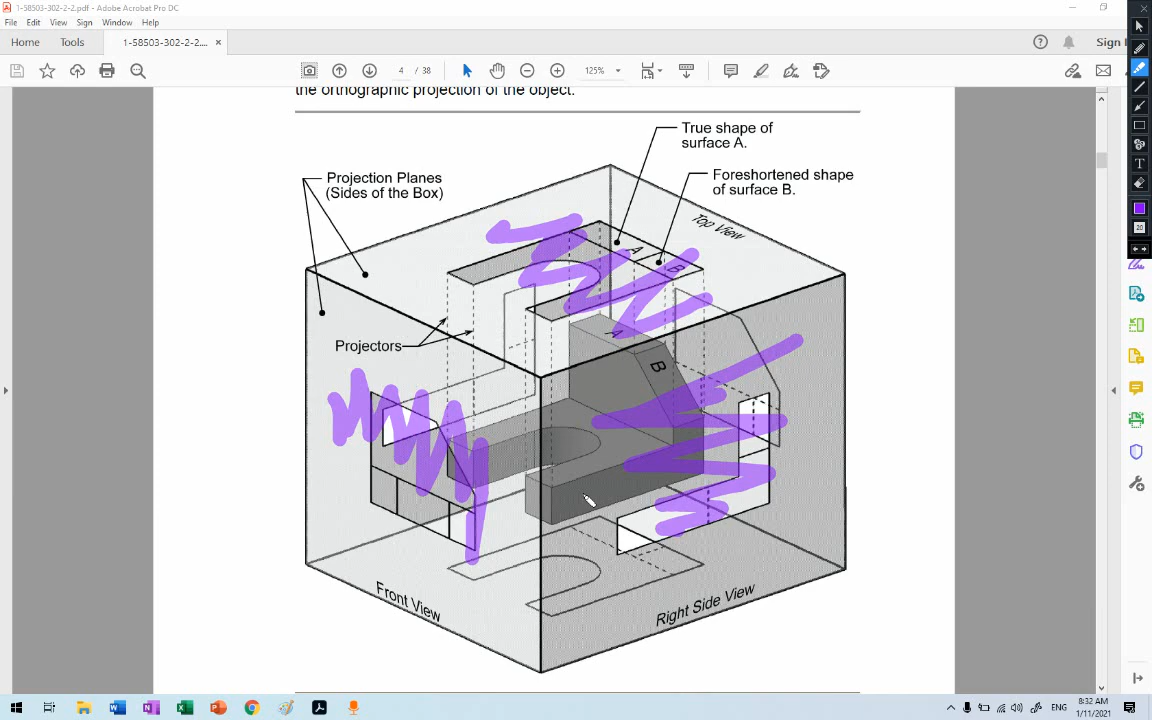 1-58503-302-2-2.pdf - Adobe Acrobat Pro DC
File Edit View Sign Window Help
Home Tools 1-58503-302-2-2.... × Sign I
4 / 38 125%
the orthographic projection of the object.
True shape of
surface A.
Projection Planes
(Sides of the Box)
Foreshortened shape
of surface B.
Top View
A
B
Projectors
A
B
Front View
Right Side View
T
20
ENG
8:32 AM
1/11/2021